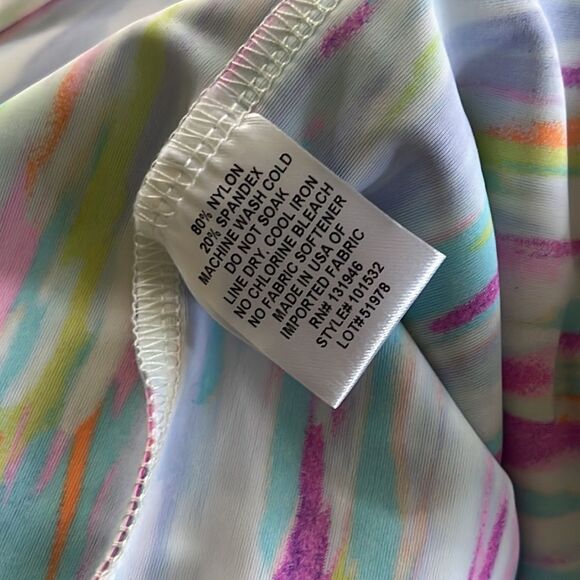 80% NYLON
20% SPANDEX
MACHINE WASH COLD
DO NOT SOAK
LINE DRY. COOL IRON
NO CHLORINE BLEACH
NO FABRIC SOFTENER
MADE IN USA OF
IMPORTED FABRIC
RN# 131946
STYLE#101532
LOT#51978